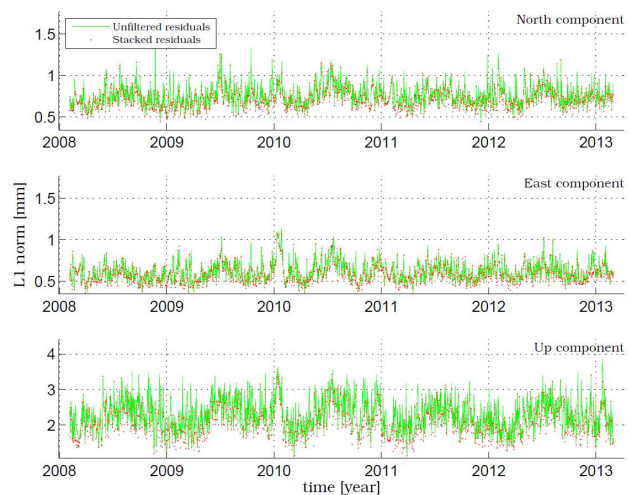 North component
Unfiltered residuals
Stacked residuals
1.5
1
0.5
2008 2009 2010 2011 2012 2013
East component
1.5
1
0.5
L1 norm [mm]
2008 2009 2010 2011 2012 2013
Up component
4
3
2
2008 2009 2010 2011 2012 2013
time [year]